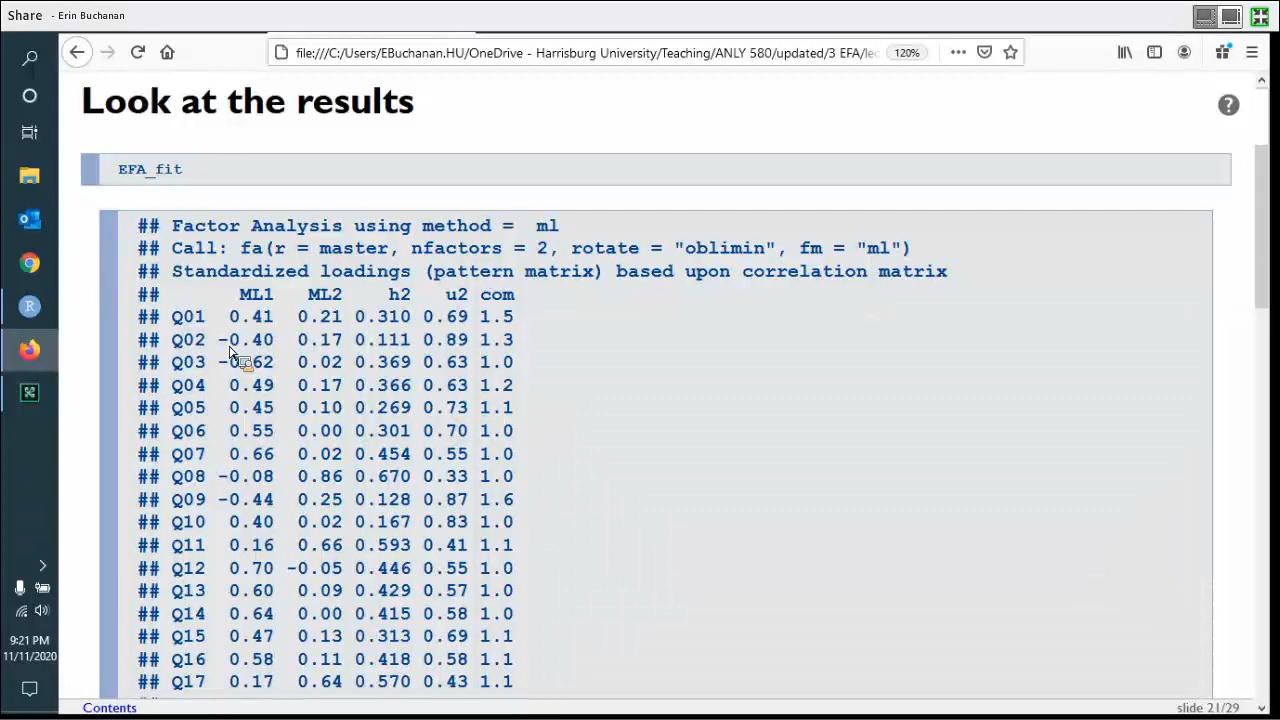 Share - Erin Buchanan
file:///C:/Users/EBuchanan.HU/OneDrive - Harrisburg University/Teaching/ANLY 580/updated/3 EFA/lec
120%
Look at the results
?
EFA_fit
## Factor Analysis using method = ml
## Call: fa(r = master, nfactors = 2, rotate = "oblimin", fm = "ml")
## Standardized loadings (pattern matrix) based upon correlation matrix
## ML1 ML2 h2 u2 com
## Q01 0.41 0.21 0.310 0.69 1.5
## Q02 -0.40 0.17 0.111 0.89 1.3
## Q03 -0.62 0.02 0.369 0.63 1.0
## Q04 0.49 0.17 0.366 0.63 1.2
## Q05 0.45 0.10 0.269 0.73 1.1
## Q06 0.55 0.00 0.301 0.70 1.0
## Q07 0.66 0.02 0.454 0.55 1.0
## Q08 -0.08 0.86 0.670 0.33 1.0
## Q09 -0.44 0.25 0.128 0.87 1.6
## Q10 0.40 0.02 0.167 0.83 1.0
## Q11 0.16 0.66 0.593 0.41 1.1
## Q12 0.70 -0.05 0.446 0.55 1.0
## Q13 0.60 0.09 0.429 0.57 1.0
## Q14 0.64 0.00 0.415 0.58 1.0
## Q15 0.47 0.13 0.313 0.69 1.1
## Q16 0.58 0.11 0.418 0.58 1.1
## Q17 0.17 0.64 0.570 0.43 1.1
9:21 PM
11/11/2020
Contents
slide 21/29